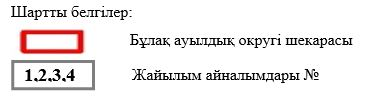 Шартты белгілер:
Бұлақ ауылдық округі шекарасы
1,2,3,4 Жайылым айналымдары №